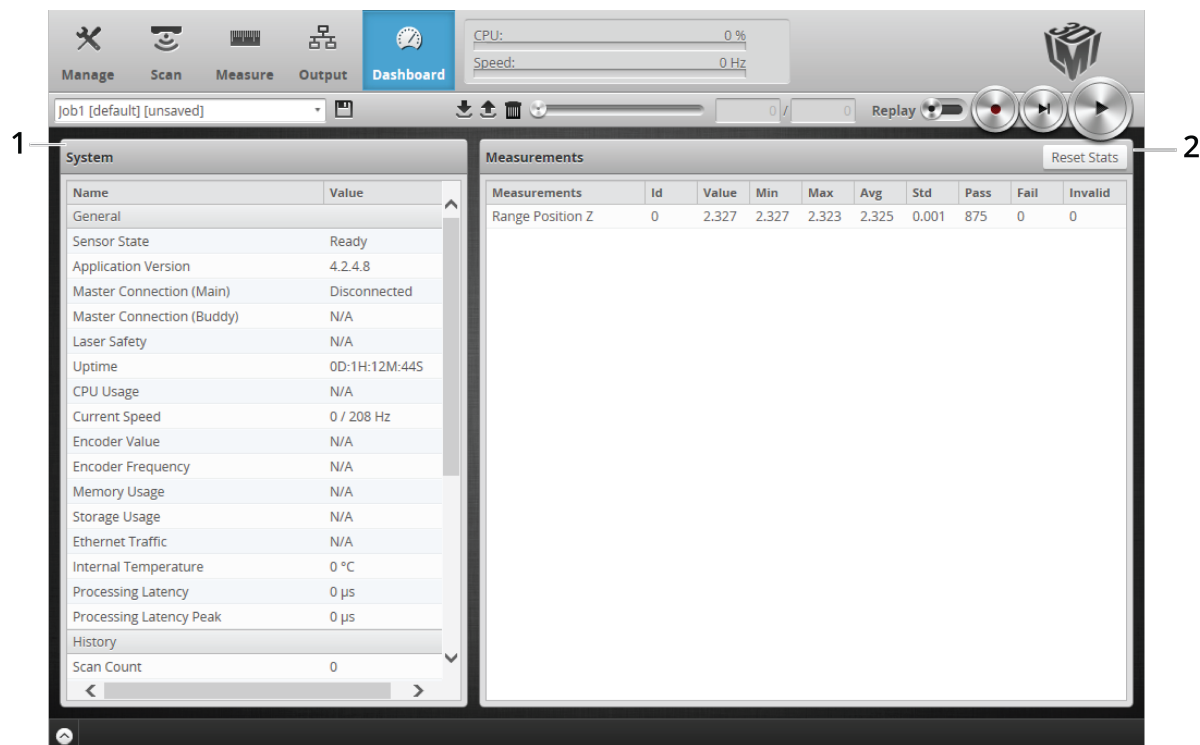 Manage Scan Measure Output Dashboard
CPU: 0 %
Speed: 0 Hz
3D
LMI
Job1 [default] [unsaved]
0 / 0
Replay
1
2
System
Name Value
General
Sensor State Ready
Application Version 4.2.4.8
Master Connection (Main) Disconnected
Master Connection (Buddy) N/A
Laser Safety N/A
Uptime 0D:1H:12M:44S
CPU Usage N/A
Current Speed 0 / 208 Hz
Encoder Value N/A
Encoder Frequency N/A
Memory Usage N/A
Storage Usage N/A
Ethernet Traffic N/A
Internal Temperature 0 °C
Processing Latency 0 µs
Processing Latency Peak 0 µs
History
Scan Count 0
Measurements
Reset Stats
Measurements Id Value Min Max Avg Std Pass Fail Invalid
Range Position Z 0 2.327 2.327 2.323 2.325 0.001 875 0 0